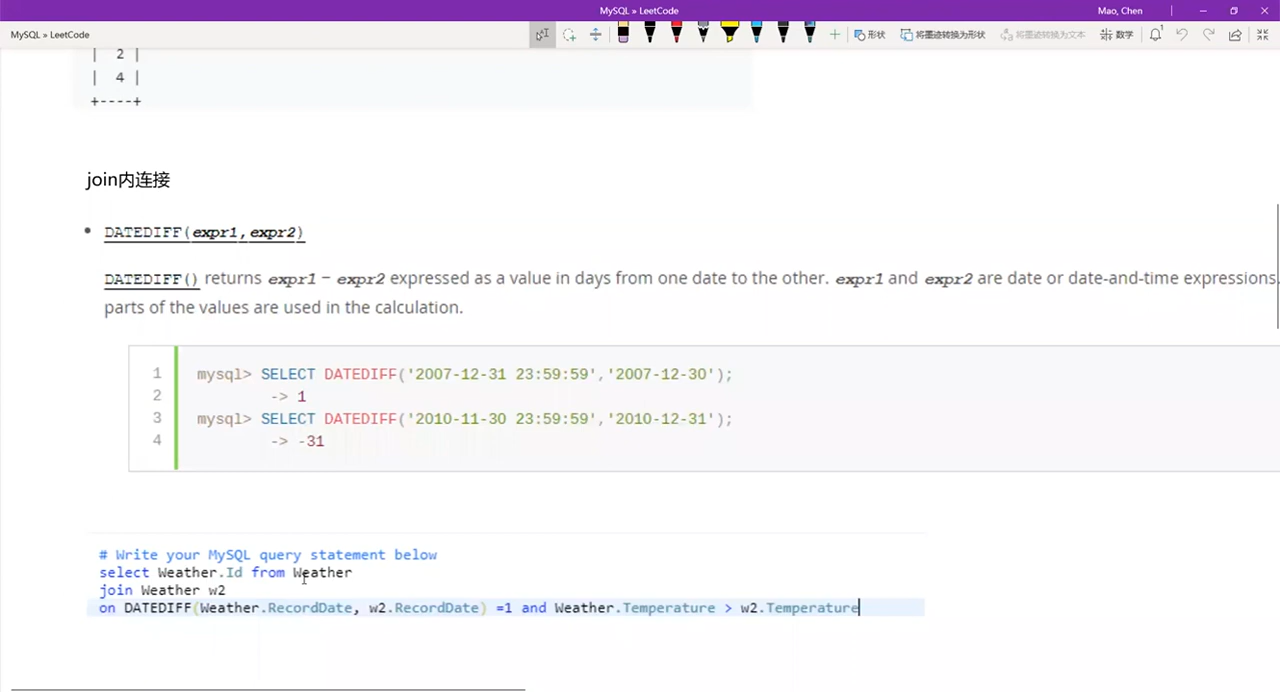 MySQL » LeetCode
Mao, Chen
MySQL » LeetCode
形状
将墨迹转换为形状
将墨迹转换为文本
数学
| 2 |
| 4 |
+----+
join内连接
DATEDIFF(expr1,expr2)
DATEDIFF() returns expr1 − expr2 expressed as a value in days from one date to the other. expr1 and expr2 are date or date-and-time expressions.
parts of the values are used in the calculation.
1 mysql> SELECT DATEDIFF('2007-12-31 23:59:59','2007-12-30');
2 -> 1
3 mysql> SELECT DATEDIFF('2010-11-30 23:59:59','2010-12-31');
4 -> -31
# Write your MySQL query statement below
select Weather.Id from Weather
join Weather w2
on DATEDIFF(Weather.RecordDate, w2.RecordDate) =1 and Weather.Temperature > w2.Temperature